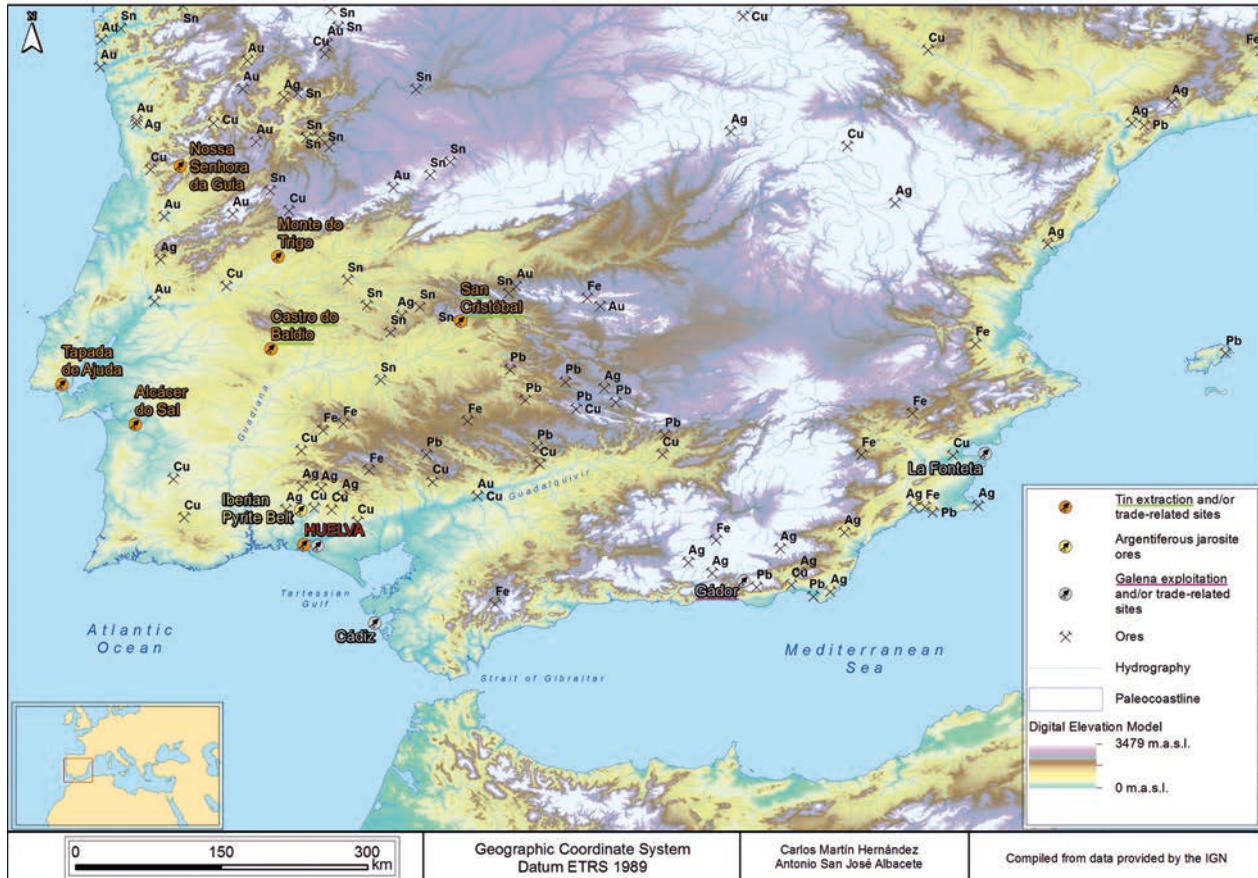 N
Sn
Sn
Sn
Sn
Cu
Au
Au
Cu
Cu
Fe
Au
Au
Au
Ag
Sn
Sn
Ag
Ag
Pb
Au
Ag
Cu
Au
Sn
Sn
Sn
Ag
Cu
Cu
Nossa
Senhora
da Guia
Sn
Sn
Au
Sn
Ag
Au
Au
Cu
Monte do
Trigo
Ag
Ag
Cu
Sn
Au
Sn
Fe
Au
Au
Sn
Ag
Sn
Sn
Sn
San
Cristóbal
Castro do
Baldío
Fe
Pb
Tapada
de Ajuda
Sn
Pb
Pb
Ag
Pb
Pb
Cu
Alcácer
do Sal
Guadiana
Fe
Fe
Fe
Fe
Cu
Pb
Pb
Cu
Pb
Cu
Fe
Cu
La Fonteta
Cu
Fe
Cu
Ag
Ag
Ag
Au
Cu
Guadalquivir
Iberian
Pyrite Belt
Ag
Cu
Cu
Cu
Ag
Fe
Pb
Ag
HUELVA
Fe
Ag
Ag
Ag
Ag
Ag
Gádor
Pb
Cu
Pb
Ag
Fe
Tartessian
Gulf
Cádiz
Atlantic
Ocean
Mediterranean
Sea
Strait of Gibraltar
Tin extraction and/or
trade-related sites
Argentiferous jarosite
ores
Galena exploitation
and/or trade-related
sites
Ores
Hydrography
Paleocoastline
Digital Elevation Model
3479 m.a.s.l.
0 m.a.s.l.
0 150 300
km
Geographic Coordinate System
Datum ETRS 1989
Carlos Martín Hernández
Antonio San José Albacete
Compiled from data provided by the IGN